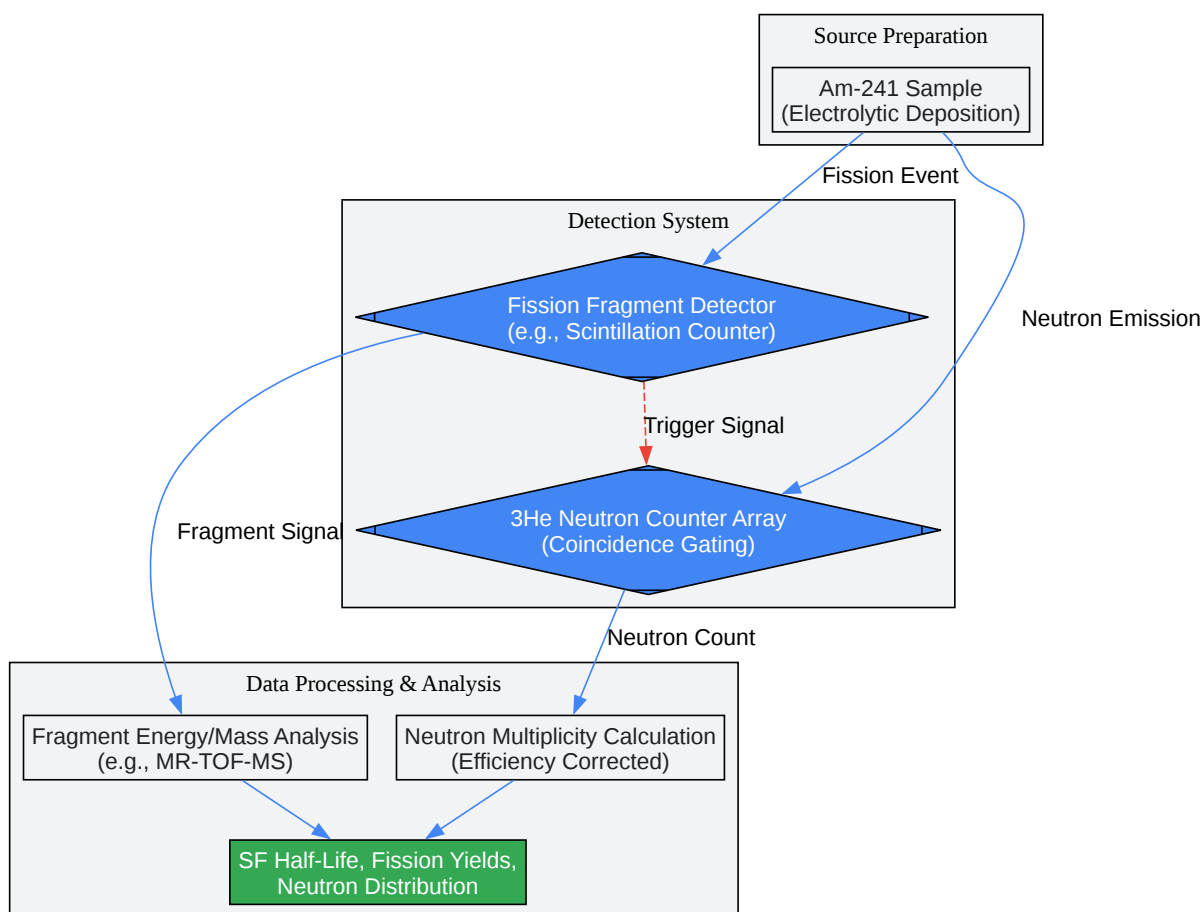 Source Preparation
Am-241 Sample
(Electrolytic Deposition)
Fission Event
Detection System
Fission Fragment Detector
(e.g., Scintillation Counter)
Neutron Emission
Trigger Signal
3He Neutron Counter Array
(Coincidence Gating)
Fragment Signal
Neutron Count
Data Processing & Analysis
Fragment Energy/Mass Analysis
(e.g., MR-TOF-MS)
Neutron Multiplicity Calculation
(Efficiency Corrected)
SF Half-Life, Fission Yields,
Neutron Distribution